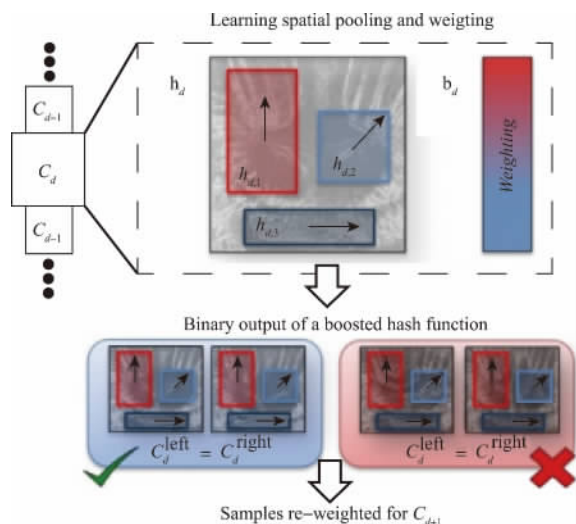 Learning spatial pooling and weigting
C_{d-1}
C_d
C_{d-1}
h_d
h_{d,1}
h_{d,2}
h_{d,3}
b_d
Weighting
Binary output of a boosted hash function
C_d^{left} = C_d^{right}
C_d^{left} = C_d^{right}
Samples re-weighted for C_{d+1}